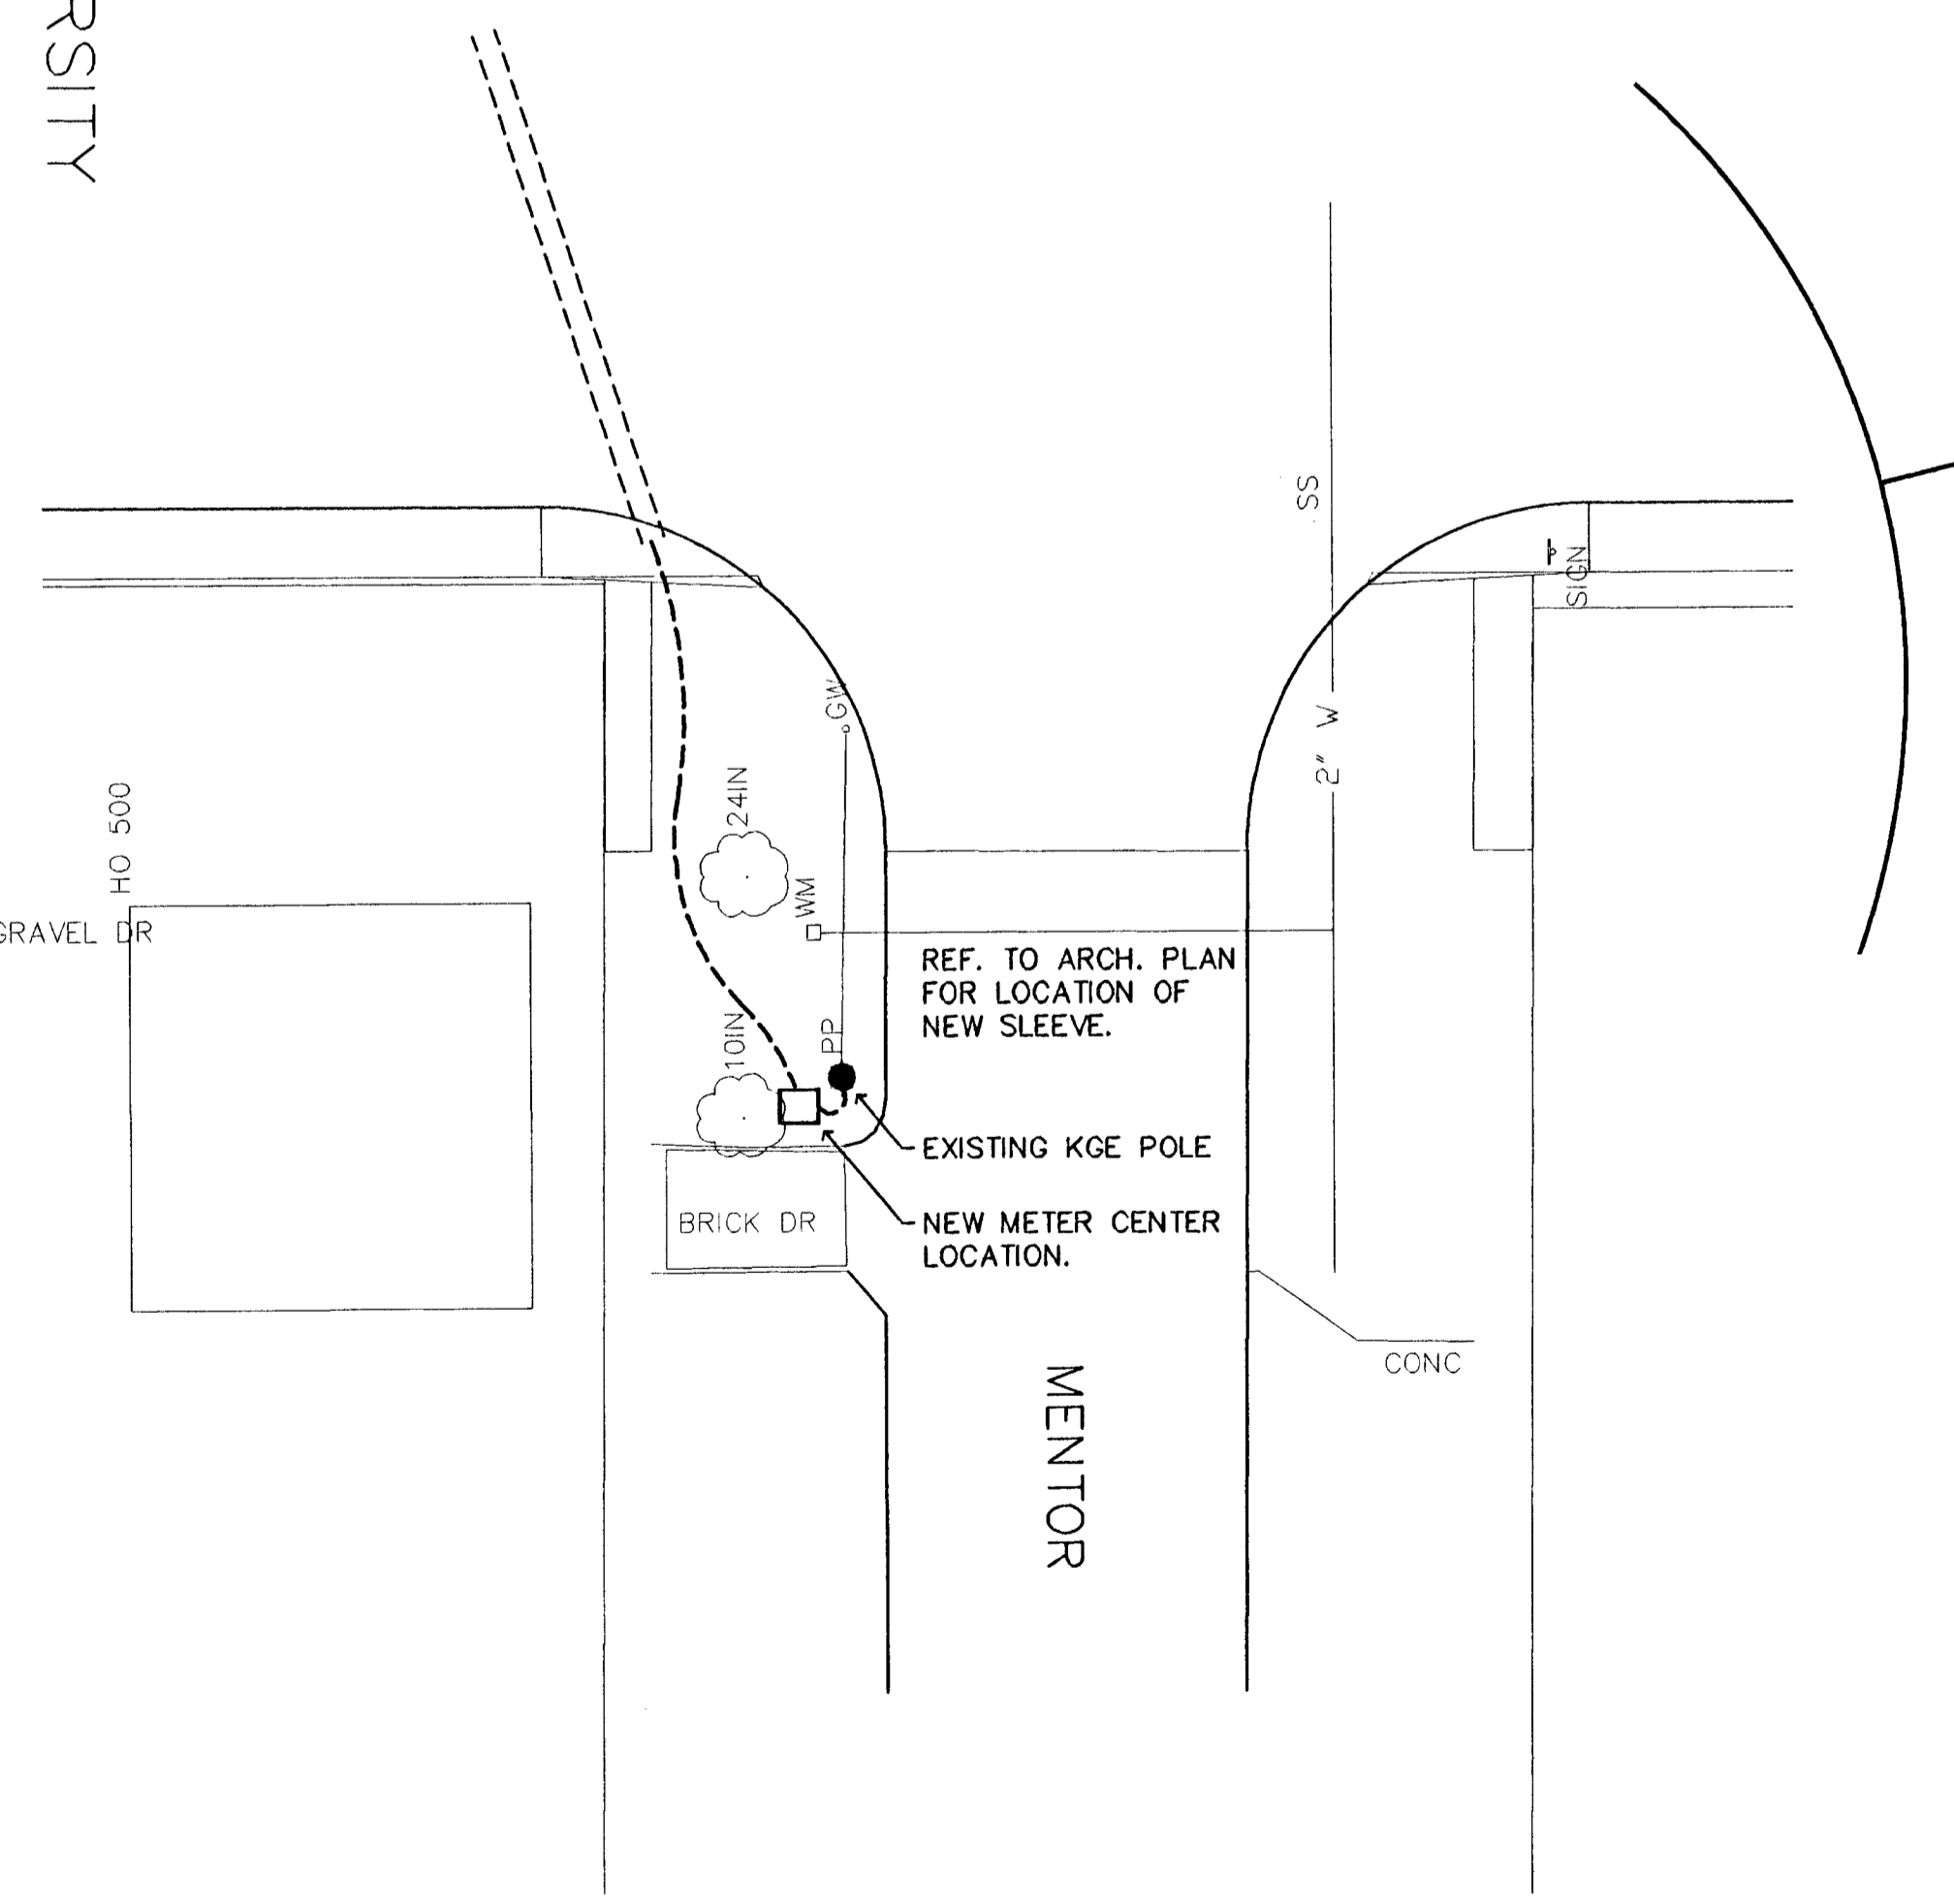 RSITY
SS
SIGN
GW
2" W
24IN
HO 500
WM
GRAVEL DR
REF. TO ARCH. PLAN
FOR LOCATION OF
NEW SLEEVE.
10IN
PP
EXISTING KGE POLE
BRICK DR
NEW METER CENTER
LOCATION.
CONC
MENTOR